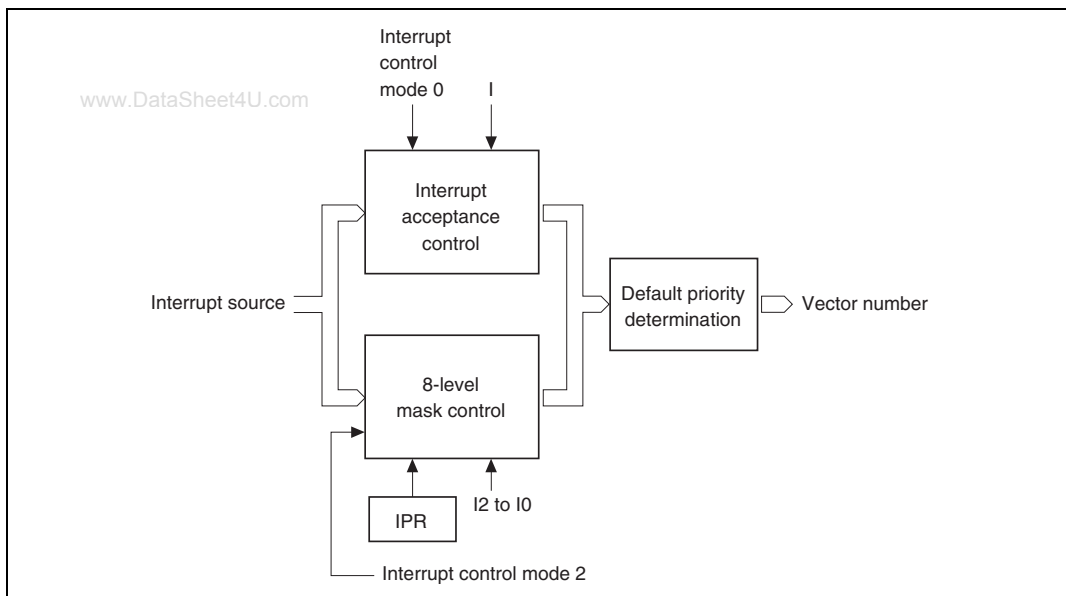 Interrupt
control
mode 0
I
www.DataSheet4U.com
Interrupt
acceptance
control
Interrupt source
Default priority
determination
Vector number
8-level
mask control
I2 to I0
IPR
Interrupt control mode 2